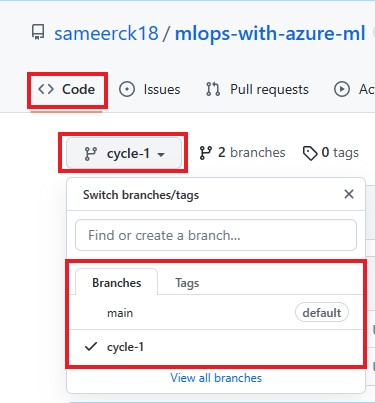 sameerck18 / mlops-with-azure-ml
Code Issues Pull requests Ac
cycle-1 2 branches 0 tags
Switch branches/tags
Find or create a branch...
Branches Tags
main default
cycle-1
View all branches